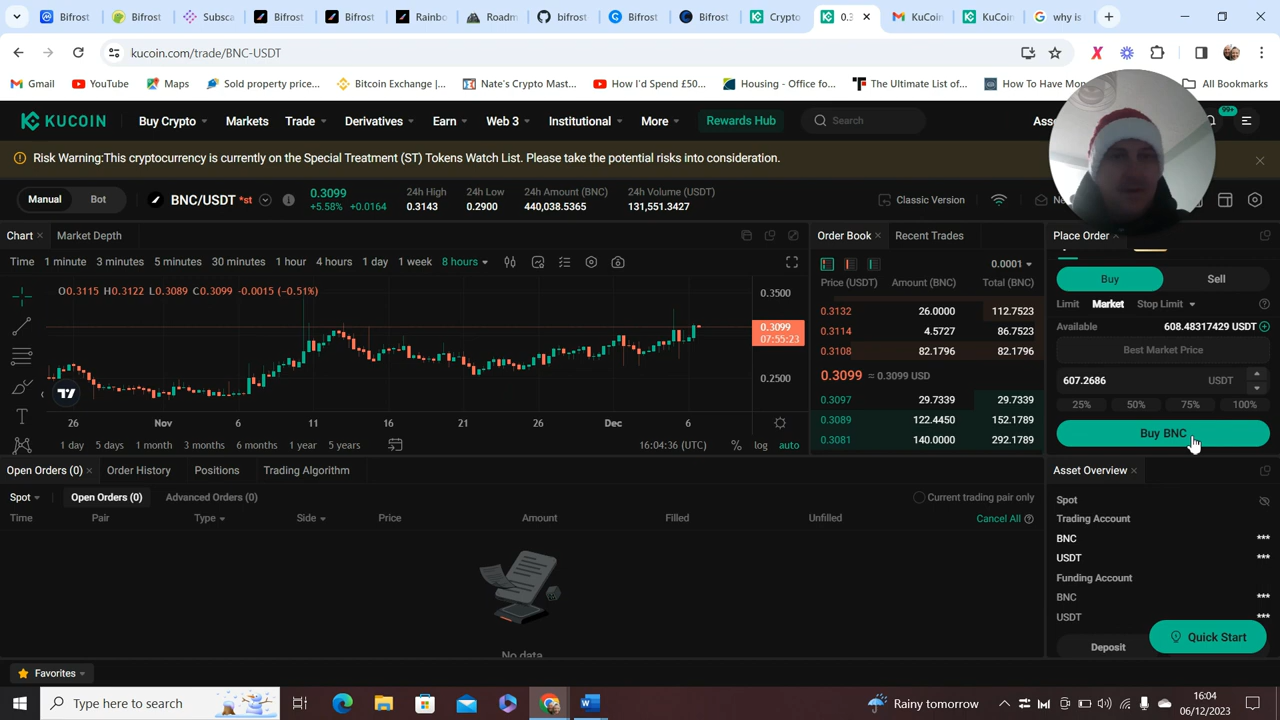 Bifrost
Bifrost
Subsca
Bifrost
Bifrost
Rainbo
Roadm
bifrost
Bifrost
Bifrost
Crypto
0.3
KuCoin
KuCoin
why is
kucoin.com/trade/BNC-USDT
Gmail
YouTube
Maps
Sold property price...
Bitcoin Exchange |...
Nate's Crypto Mast...
How I'd Spend £50...
Housing - Office fo...
The Ultimate List of...
How To Have Mon
All Bookmarks
KUCOIN
Buy Crypto
Markets
Trade
Derivatives
Earn
Web 3
Institutional
More
Rewards Hub
Search
99+
Risk Warning:This cryptocurrency is currently on the Special Treatment (ST) Tokens Watch List. Please take the potential risks into consideration.
Manual
Bot
BNC/USDT *st
0.3099
+5.58% +0.0164
24h High
0.3143
24h Low
0.2900
24h Amount (BNC)
440,038.5365
24h Volume (USDT)
131,551.3427
Classic Version
Chart
Market Depth
Time
1 minute
3 minutes
5 minutes
30 minutes
1 hour
4 hours
1 day
1 week
8 hours
O0.3115 H0.3122 L0.3089 C0.3099 -0.0015 (-0.51%)
0.3500
0.3099
07:55:23
0.2500
26
Nov
6
11
16
21
26
Dec
6
1 day
5 days
1 month
3 months
6 months
1 year
5 years
16:04:36 (UTC)
%
log
auto
Order Book
Recent Trades
0.0001
Price (USDT)
Amount (BNC)
Total (BNC)
0.3132 26.0000 112.7523
0.3114 4.5727 86.7523
0.3108 82.1796 82.1796
0.3099 ≈ 0.3099 USD
0.3097 29.7339 29.7339
0.3089 122.4450 152.1789
0.3081 140.0000 292.1789
Place Order
Buy
Sell
Limit
Market
Stop Limit
Available
608.48317429 USDT
Best Market Price
607.2686
USDT
25%
50%
75%
100%
Buy BNC
Open Orders (0)
Order History
Positions
Trading Algorithm
Spot
Open Orders (0)
Advanced Orders (0)
Current trading pair only
Time
Pair
Type
Side
Price
Amount
Filled
Unfilled
Cancel All
No data
Asset Overview
Spot
Trading Account
BNC ***
USDT ***
Funding Account
BNC ***
USDT ***
Quick Start
Deposit
Favorites
Type here to search
Rainy tomorrow
16:04
06/12/2023